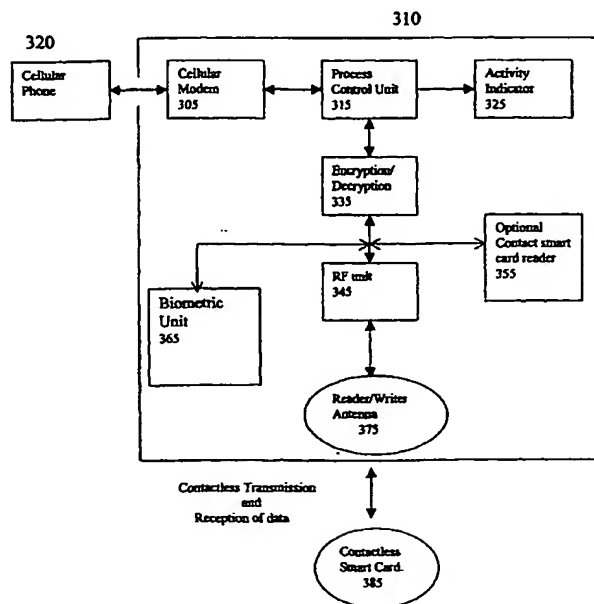 310
320
Cellular
Phone
Cellular
Modem
305
Process
Control Unit
315
Activity
Indicator
325
Encryption/
Decryption
335
Optional
Contact smart
card reader
355
RF unit
345
Biometric
Unit
365
Reader/Writer
Antenna
375
Contactless Transmission
and
Reception of data
Contactless
Smart Card.
385